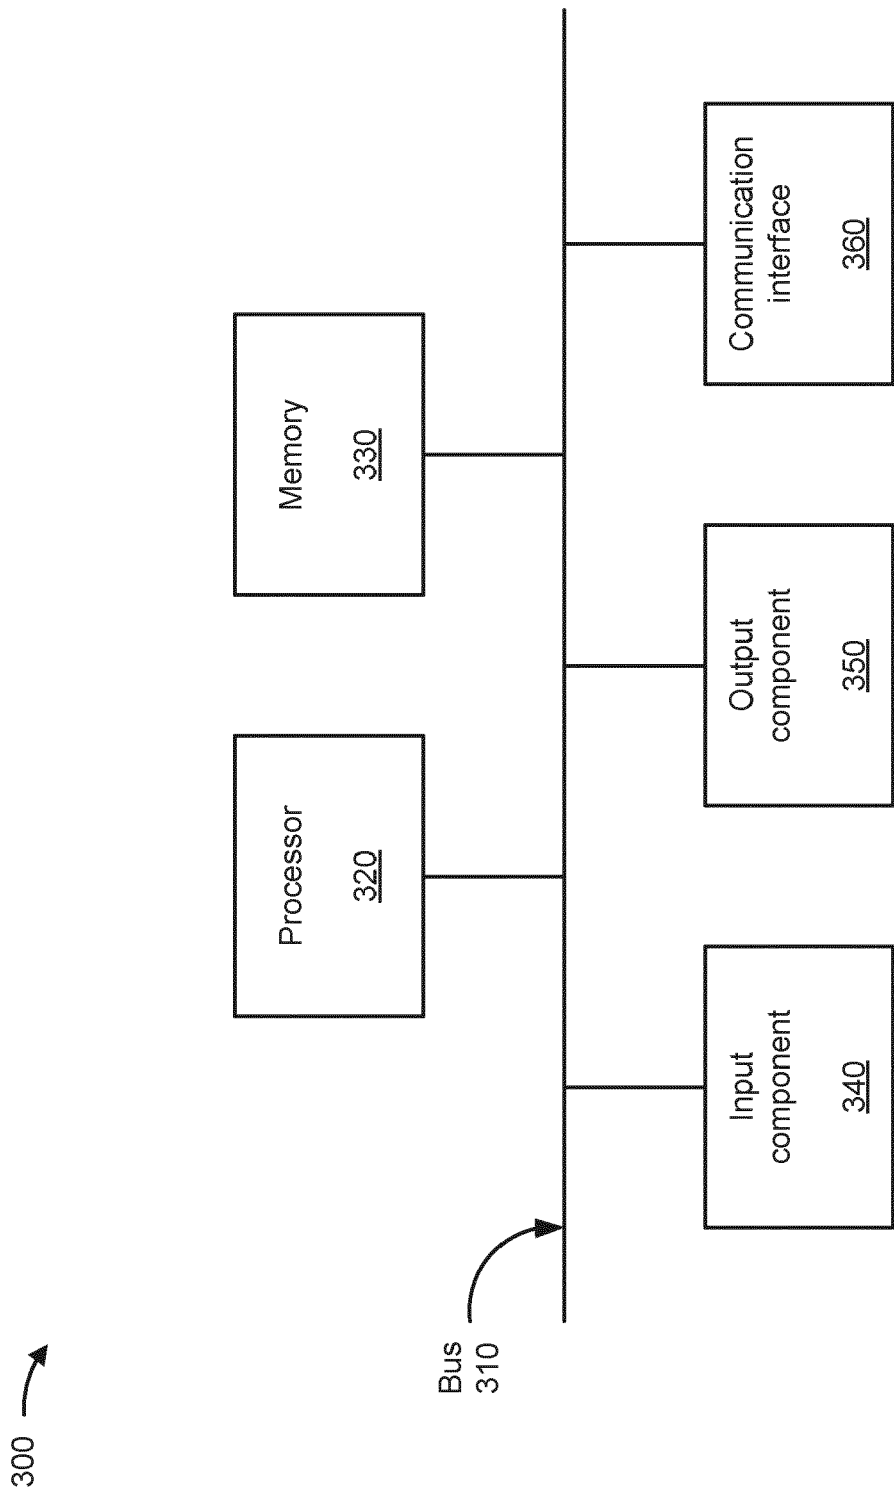 300
Processor
320
Memory
330
Bus
310
Input
component
340
Output
component
350
Communication
interface
360